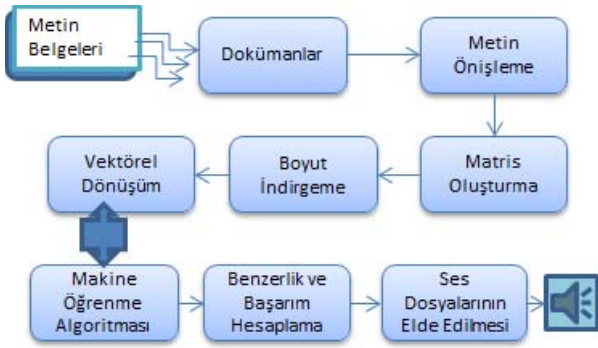 Metin
Belgeleri
Dokümanlar
Metin
Önişleme
Vektörel
Dönüşüm
Boyut
İndirgeme
Matris
Oluşturma
Makine
Öğrenme
Algoritması
Benzerlik ve
Başarım
Hesaplama
Ses
Dosyalarının
Elde Edilmesi